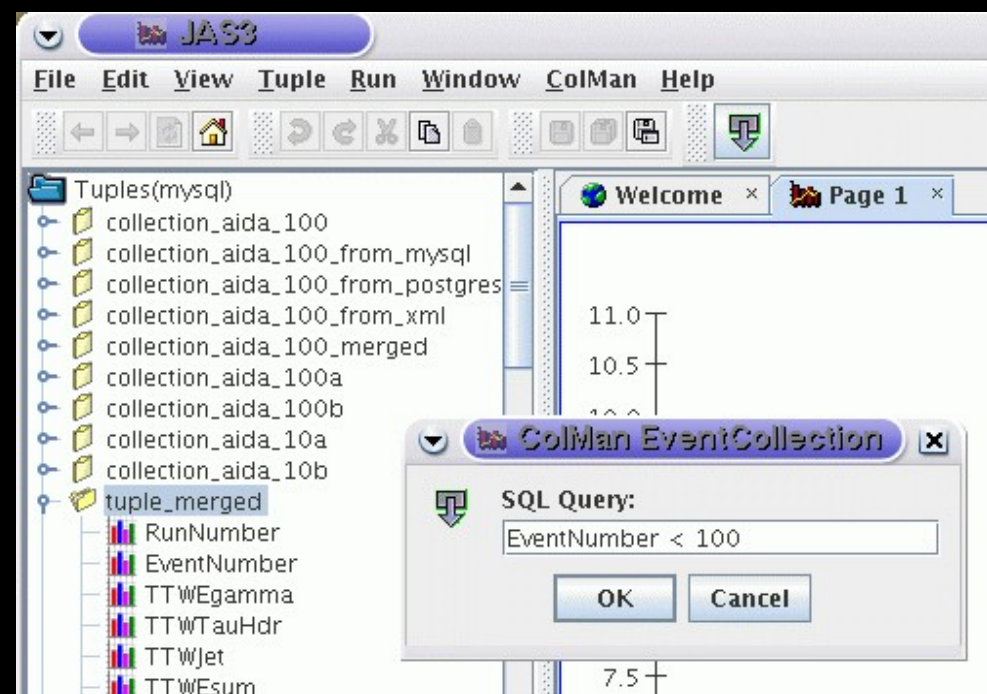 JAS3
File Edit View Tuple Run Window ColMan Help
Tuples(mysql)
collection_aida_100
collection_aida_100_from_mysql
collection_aida_100_from_postgres
collection_aida_100_from_xml
collection_aida_100_merged
collection_aida_100a
collection_aida_100b
collection_aida_10a
collection_aida_10b
tuple_merged
RunNumber
EventNumber
TTWEgamma
TTWTauHdr
TTWJet
TTWEsum
Welcome × Page 1 ×
11.0
10.5
ColMan EventCollection
SQL Query:
EventNumber < 100
OK Cancel
7.5